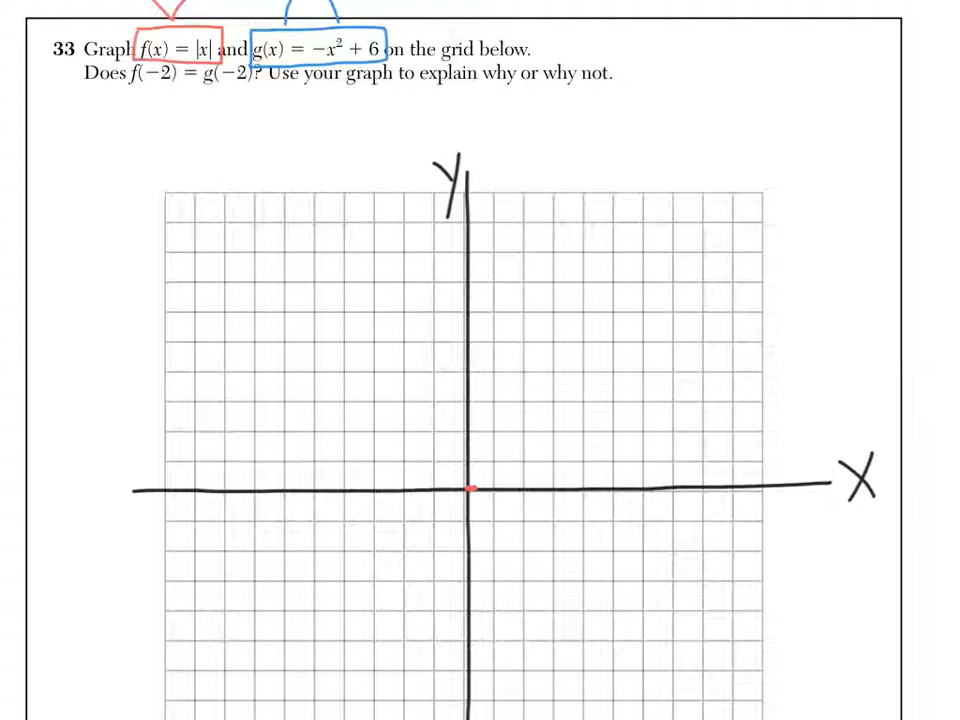 33 Graph f(x) = |x| and g(x) = −x² + 6 on the grid below.
Does f(−2) = g(−2)? Use your graph to explain why or why not.
y
x